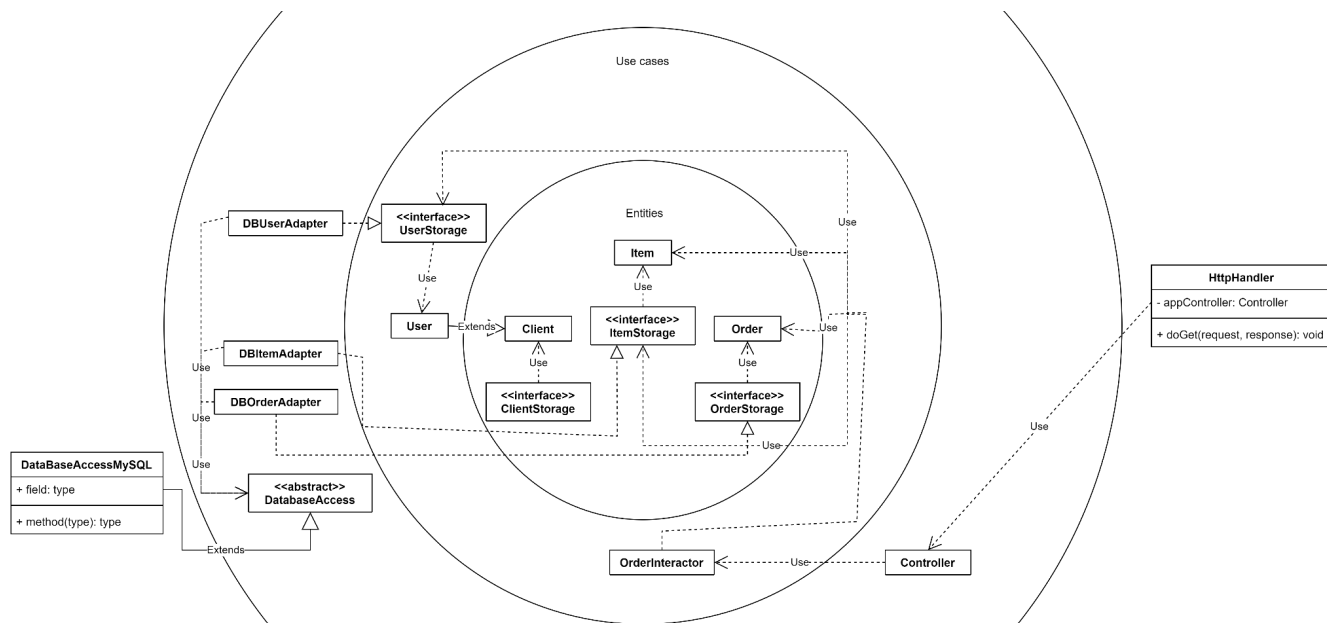 Use cases
Entities
DBUserAdapter
<<interface>>
UserStorage
Use
Use
Item
Use
Use
User
Extends
Client
<<interface>>
ItemStorage
Order
Use
DBItemAdapter
Use
Use
Use
<<interface>>
ClientStorage
<<interface>>
OrderStorage
DBOrderAdapter
Use
Use
Use
DataBaseAccessMySQL
+ field: type
+ method(type): type
Extends
<<abstract>>
DatabaseAccess
OrderInteractor
Use
Controller
Use
HttpHandler
- appController: Controller
+ doGet(request, response): void